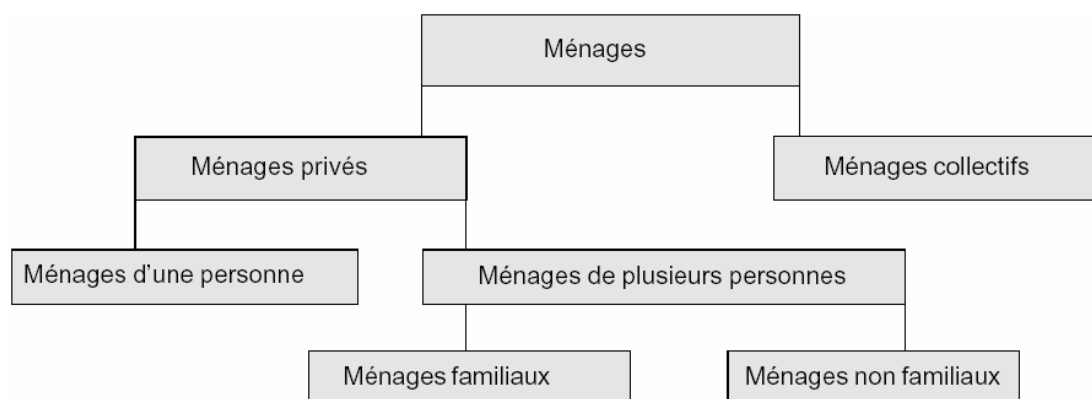 Ménages
Ménages privés
Ménages collectifs
Ménages d'une personne
Ménages de plusieurs personnes
Ménages familiaux
Ménages non familiaux